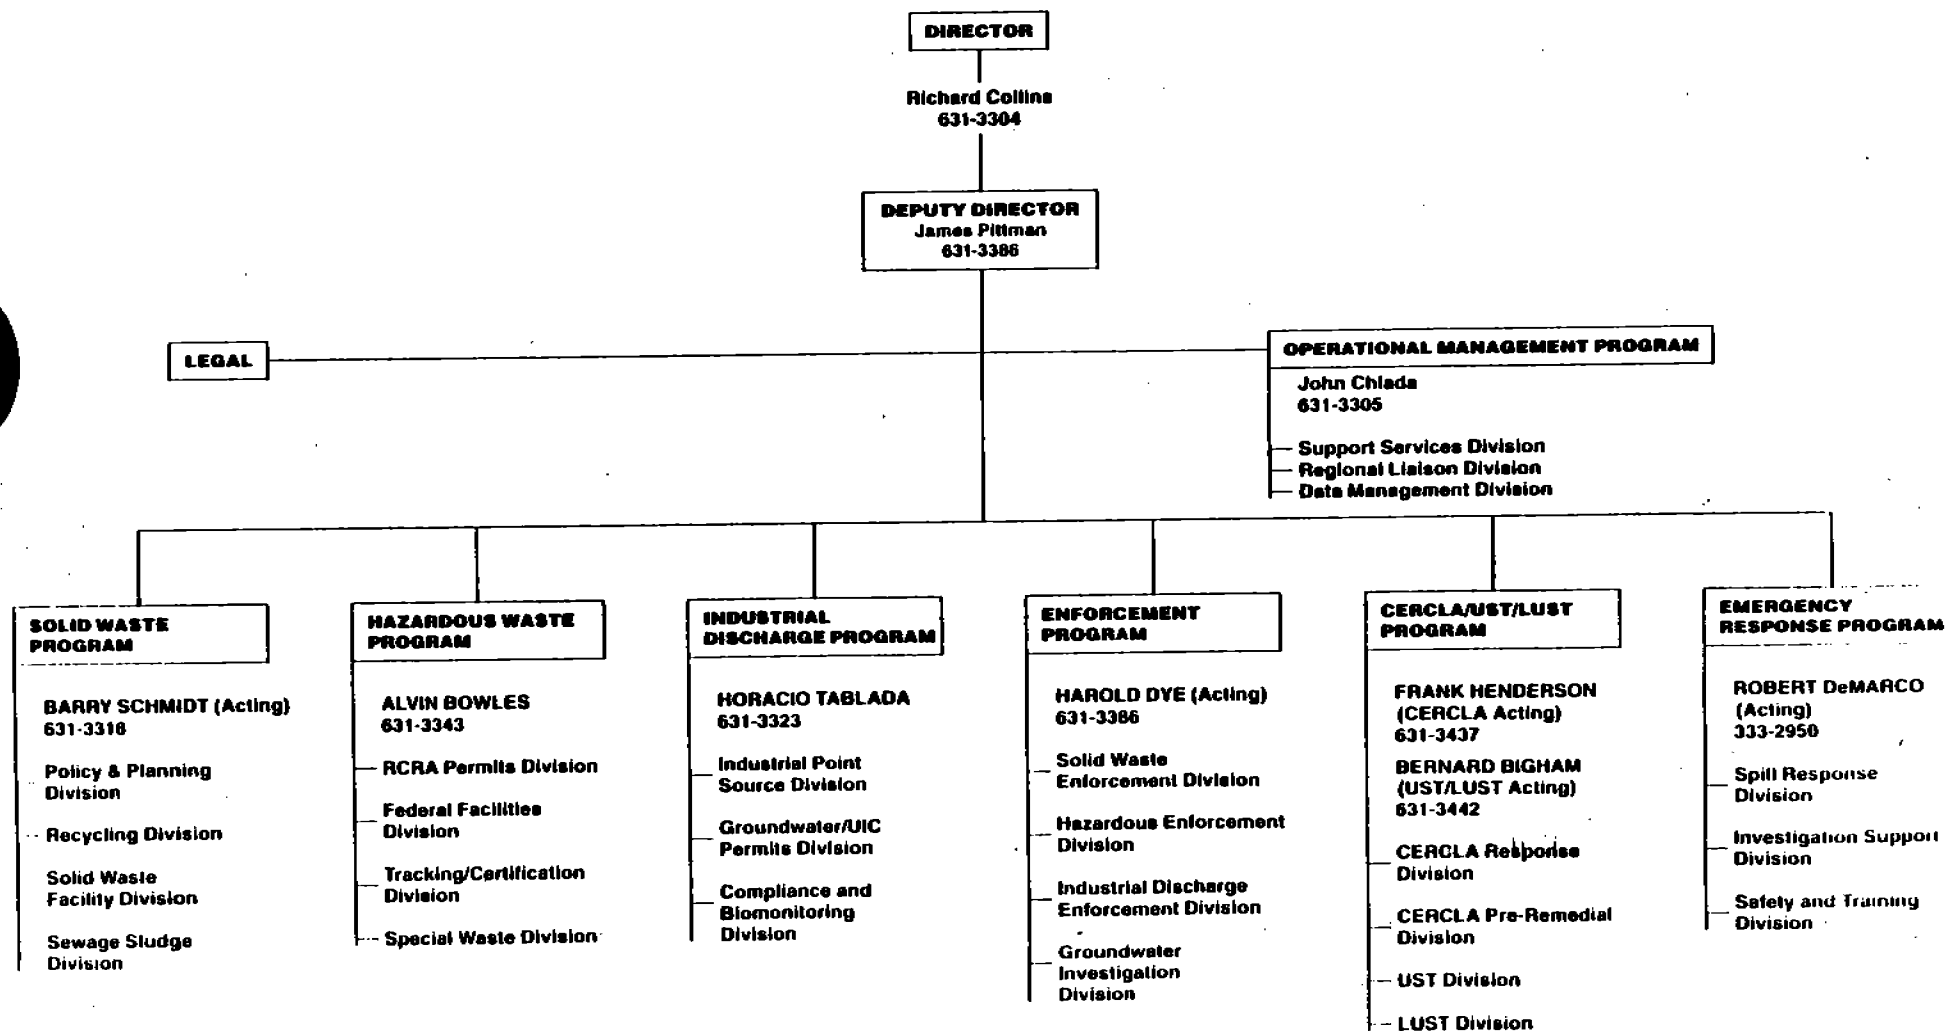 DIRECTOR
Richard Collins
631-3304
DEPUTY DIRECTOR
James Pittman
631-3386
LEGAL
OPERATIONAL MANAGEMENT PROGRAM
John Chlada
631-3305
Support Services Division
Regional Liaison Division
Data Management Division
SOLID WASTE
PROGRAM
BARRY SCHMIDT (Acting)
631-3318
Policy & Planning
Division
Recycling Division
Solid Waste
Facility Division
Sewage Sludge
Division
HAZARDOUS WASTE
PROGRAM
ALVIN BOWLES
631-3343
RCRA Permits Division
Federal Facilities
Division
Tracking/Certification
Division
Special Waste Division
INDUSTRIAL
DISCHARGE PROGRAM
HORACIO TABLADA
631-3323
Industrial Point
Source Division
Groundwater/UIC
Permits Division
Compliance and
Biomonitoring
Division
ENFORCEMENT
PROGRAM
HAROLD DYE (Acting)
631-3386
Solid Waste
Enforcement Division
Hazardous Enforcement
Division
Industrial Discharge
Enforcement Division
Groundwater
Investigation
Division
CERCLA/UST/LUST
PROGRAM
FRANK HENDERSON
(CERCLA Acting)
631-3437
BERNARD BIGHAM
(UST/LUST Acting)
631-3442
CERCLA Response
Division
CERCLA Pre-Remedial
Division
UST Division
LUST Division
EMERGENCY
RESPONSE PROGRAM
ROBERT DeMARCO
(Acting)
333-2950
Spill Response
Division
Investigation Support
Division
Safety and Training
Division